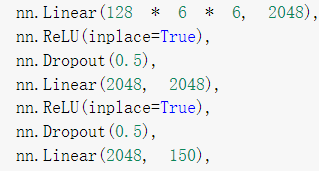 nn.Linear(128 * 6 * 6, 2048),
nn.ReLU(inplace=True),
nn.Dropout(0.5),
nn.Linear(2048, 2048),
nn.ReLU(inplace=True),
nn.Dropout(0.5),
nn.Linear(2048, 150),